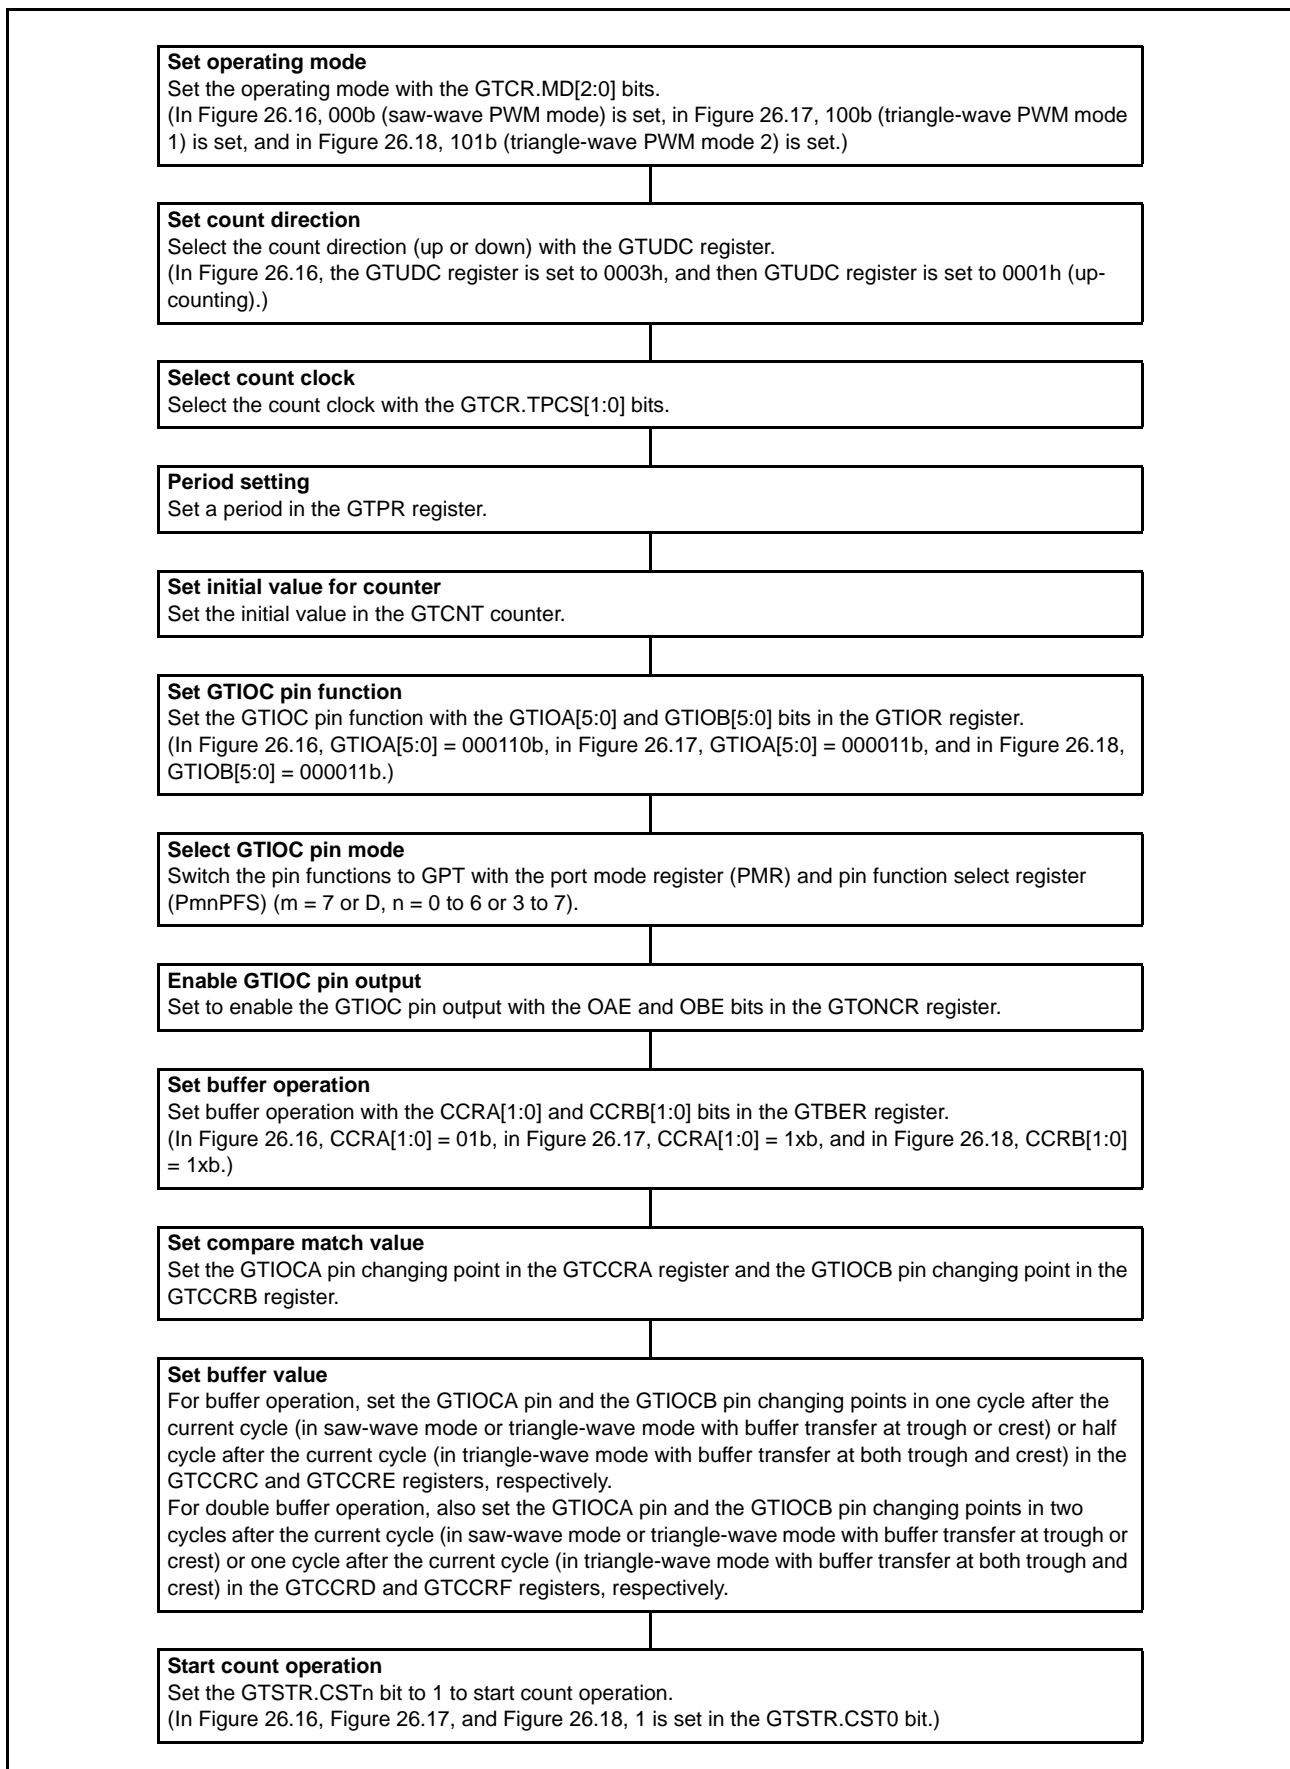 Set operating mode
Set the operating mode with the GTCR.MD[2:0] bits.
(In Figure 26.16, 000b (saw-wave PWM mode) is set, in Figure 26.17, 100b (triangle-wave PWM mode
1) is set, and in Figure 26.18, 101b (triangle-wave PWM mode 2) is set.)
Set count direction
Select the count direction (up or down) with the GTUDC register.
(In Figure 26.16, the GTUDC register is set to 0003h, and then GTUDC register is set to 0001h (up-
counting).)
Select count clock
Select the count clock with the GTCR.TPCS[1:0] bits.
Period setting
Set a period in the GTPR register.
Set initial value for counter
Set the initial value in the GTCNT counter.
Set GTIOC pin function
Set the GTIOC pin function with the GTIOA[5:0] and GTIOB[5:0] bits in the GTIOR register.
(In Figure 26.16, GTIOA[5:0] = 000110b, in Figure 26.17, GTIOA[5:0] = 000011b, and in Figure 26.18,
GTIOB[5:0] = 000011b.)
Select GTIOC pin mode
Switch the pin functions to GPT with the port mode register (PMR) and pin function select register
(PmnPFS) (m = 7 or D, n = 0 to 6 or 3 to 7).
Enable GTIOC pin output
Set to enable the GTIOC pin output with the OAE and OBE bits in the GTONCR register.
Set buffer operation
Set buffer operation with the CCRA[1:0] and CCRB[1:0] bits in the GTBER register.
(In Figure 26.16, CCRA[1:0] = 01b, in Figure 26.17, CCRA[1:0] = 1xb, and in Figure 26.18, CCRB[1:0]
= 1xb.)
Set compare match value
Set the GTIOCA pin changing point in the GTCCRA register and the GTIOCB pin changing point in the
GTCCRB register.
Set buffer value
For buffer operation, set the GTIOCA pin and the GTIOCB pin changing points in one cycle after the
current cycle (in saw-wave mode or triangle-wave mode with buffer transfer at trough or crest) or half
cycle after the current cycle (in triangle-wave mode with buffer transfer at both trough and crest) in the
GTCCRC and GTCCRE registers, respectively.
For double buffer operation, also set the GTIOCA pin and the GTIOCB pin changing points in two
cycles after the current cycle (in saw-wave mode or triangle-wave mode with buffer transfer at trough or
crest) or one cycle after the current cycle (in triangle-wave mode with buffer transfer at both trough and
crest) in the GTCCRD and GTCCRF registers, respectively.
Start count operation
Set the GTSTR.CSTn bit to 1 to start count operation.
(In Figure 26.16, Figure 26.17, and Figure 26.18, 1 is set in the GTSTR.CST0 bit.)